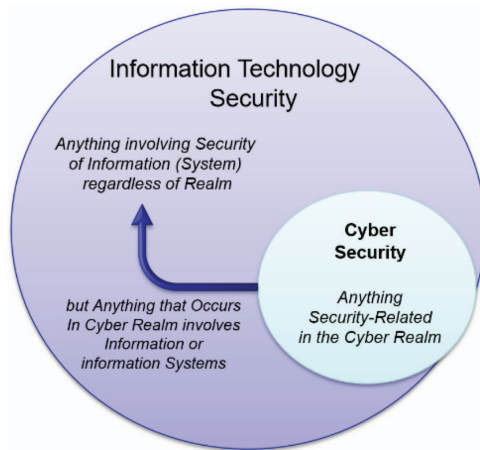 Information Technology
Security
Anything involving Security
of Information (System)
regardless of Realm
Cyber
Security
Anything
Security-Related
in the Cyber Realm
but Anything that Occurs
In Cyber Realm involves
Information or
information Systems